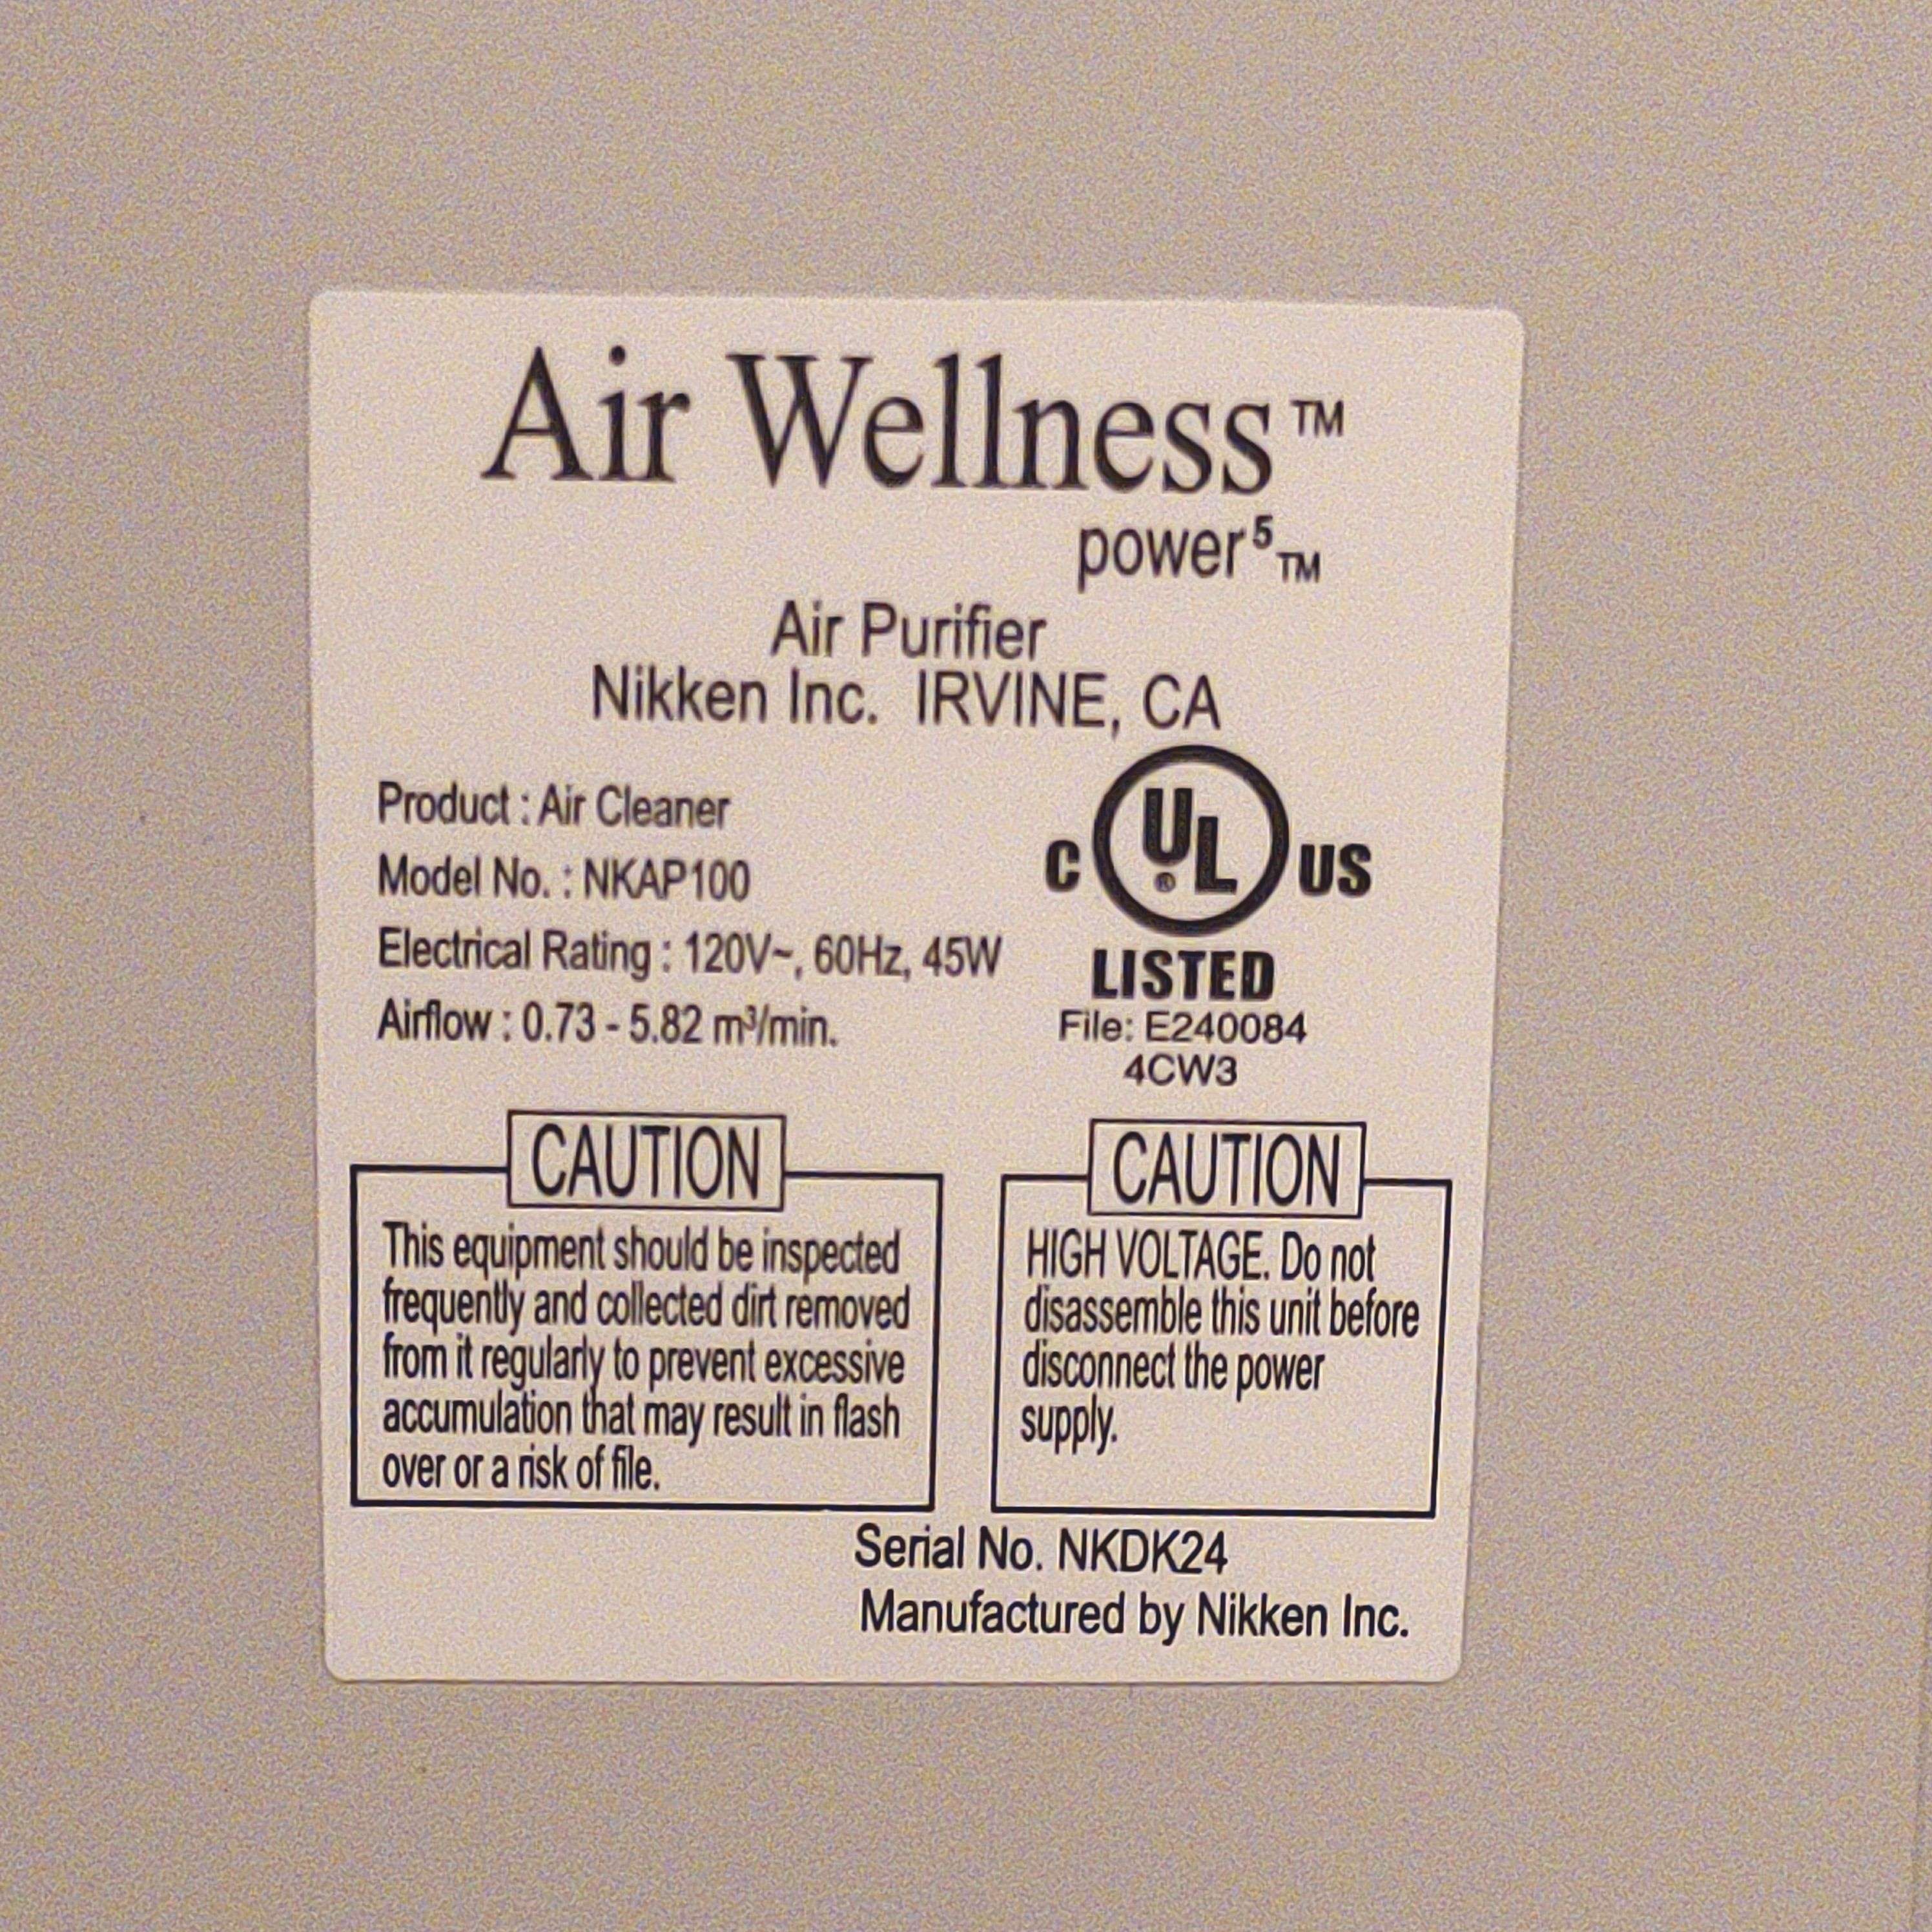 Air Wellness™
power⁵™
Air Purifier
Nikken Inc. IRVINE, CA
Product : Air Cleaner
Model No. : NKAP100
Electrical Rating : 120V~, 60Hz, 45W
Airflow : 0.73 - 5.82 m³/min.
C UL® US
LISTED
File: E240084
4CW3
CAUTION
This equipment should be inspected
frequently and collected dirt removed
from it regularly to prevent excessive
accumulation that may result in flash
over or a risk of file.
CAUTION
HIGH VOLTAGE. Do not
disassemble this unit before
disconnect the power
supply.
Serial No. NKDK24
Manufactured by Nikken Inc.